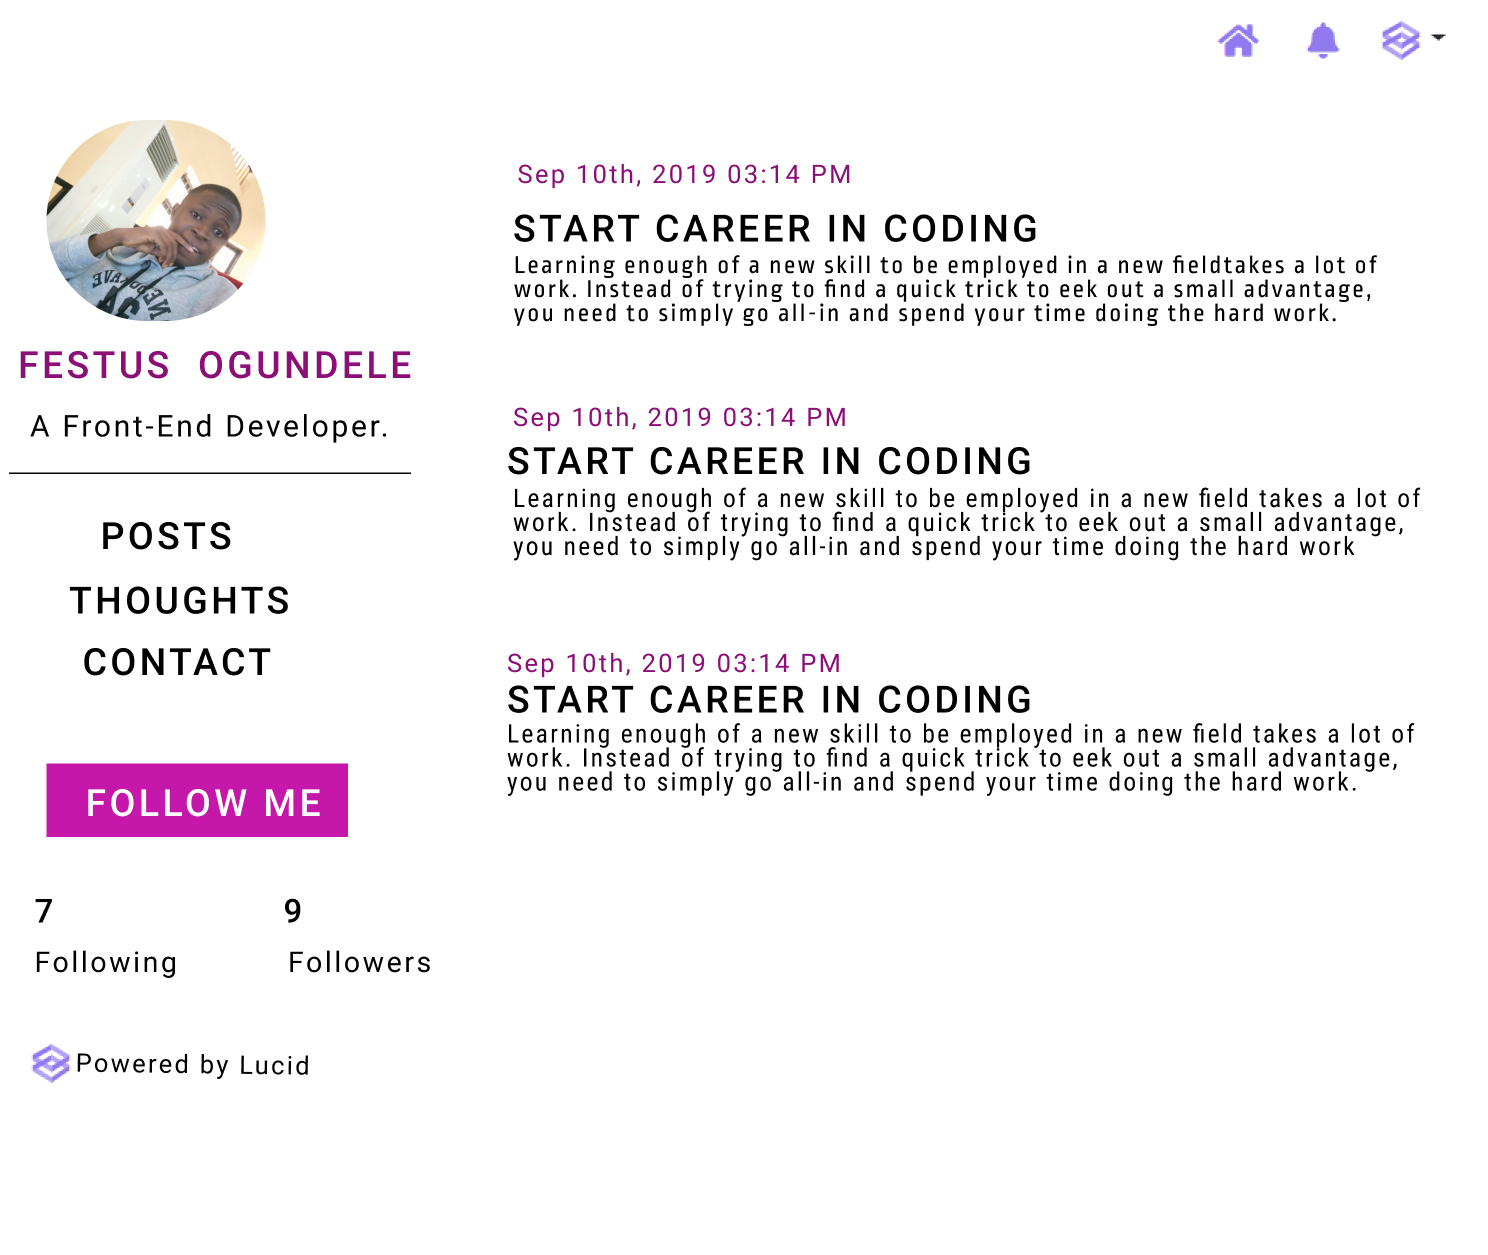 FESTUS OGUNDELE
A Front-End Developer.
POSTS
THOUGHTS
CONTACT
FOLLOW ME
7 9
Following Followers
Powered by Lucid
Sep 10th, 2019 03:14 PM
START CAREER IN CODING
Learning enough of a new skill to be employed in a new fieldtakes a lot of
work. Instead of trying to find a quick trick to eek out a small advantage,
you need to simply go all-in and spend your time doing the hard work.
Sep 10th, 2019 03:14 PM
START CAREER IN CODING
Learning enough of a new skill to be employed in a new field takes a lot of
work. Instead of trying to find a quick trick to eek out a small advantage,
you need to simply go all-in and spend your time doing the hard work
Sep 10th, 2019 03:14 PM
START CAREER IN CODING
Learning enough of a new skill to be employed in a new field takes a lot of
work. Instead of trying to find a quick trick to eek out a small advantage,
you need to simply go all-in and spend your time doing the hard work.